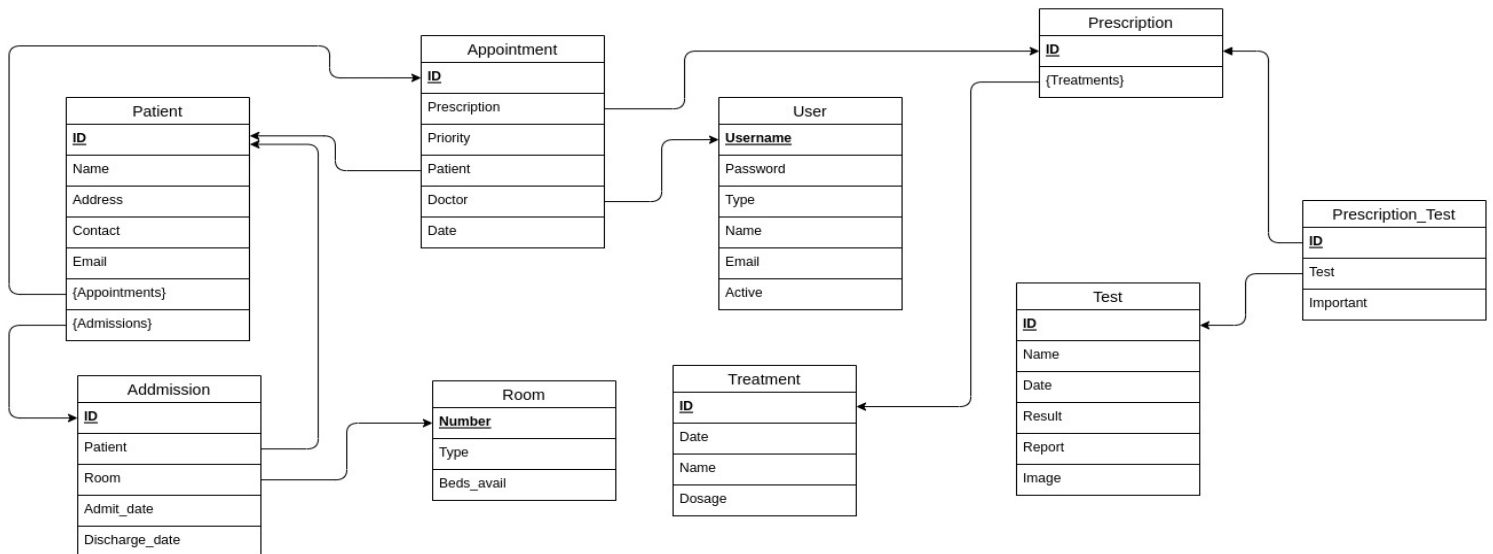 Patient
ID
Name
Address
Contact
Email
{Appointments}
{Admissions}
Addmission
ID
Patient
Room
Admit_date
Discharge_date
Appointment
ID
Prescription
Priority
Patient
Doctor
Date
Room
Number
Type
Beds_avail
User
Username
Password
Type
Name
Email
Active
Treatment
ID
Date
Name
Dosage
Prescription
ID
{Treatments}
Test
ID
Name
Date
Result
Report
Image
Prescription_Test
ID
Test
Important